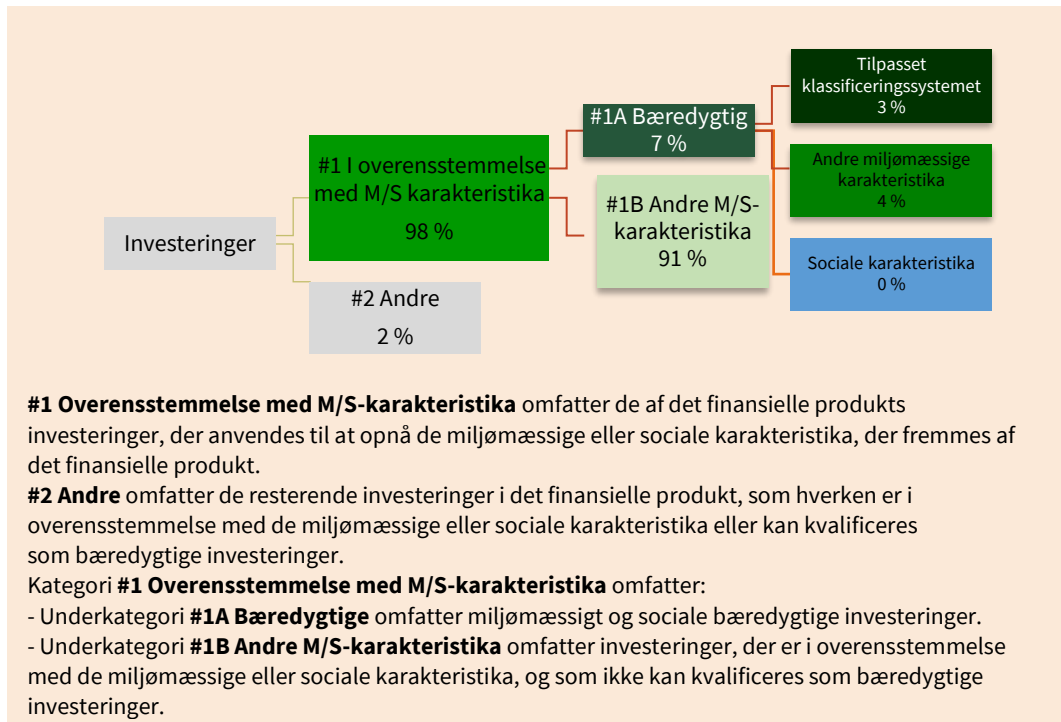 Investeringer
#1 I overensstemmelse
med M/S karakteristika
98 %
#2 Andre
2 %
#1A Bæredygtig
7 %
#1B Andre M/S-
karakteristika
91 %
Tilpasset
klassificeringssystemet
3 %
Andre miljømæssige
karakteristika
4 %
Sociale karakteristika
0 %
#1 Overensstemmelse med M/S-karakteristika omfatter de af det finansielle produkts
investeringer, der anvendes til at opnå de miljømæssige eller sociale karakteristika, der fremmes af
det finansielle produkt.
#2 Andre omfatter de resterende investeringer i det finansielle produkt, som hverken er i
overensstemmelse med de miljømæssige eller sociale karakteristika eller kan kvalificeres
som bæredygtige investeringer.
Kategori #1 Overensstemmelse med M/S-karakteristika omfatter:
- Underkategori #1A Bæredygtige omfatter miljømæssigt og sociale bæredygtige investeringer.
- Underkategori #1B Andre M/S-karakteristika omfatter investeringer, der er i overensstemmelse
med de miljømæssige eller sociale karakteristika, og som ikke kan kvalificeres som bæredygtige
investeringer.